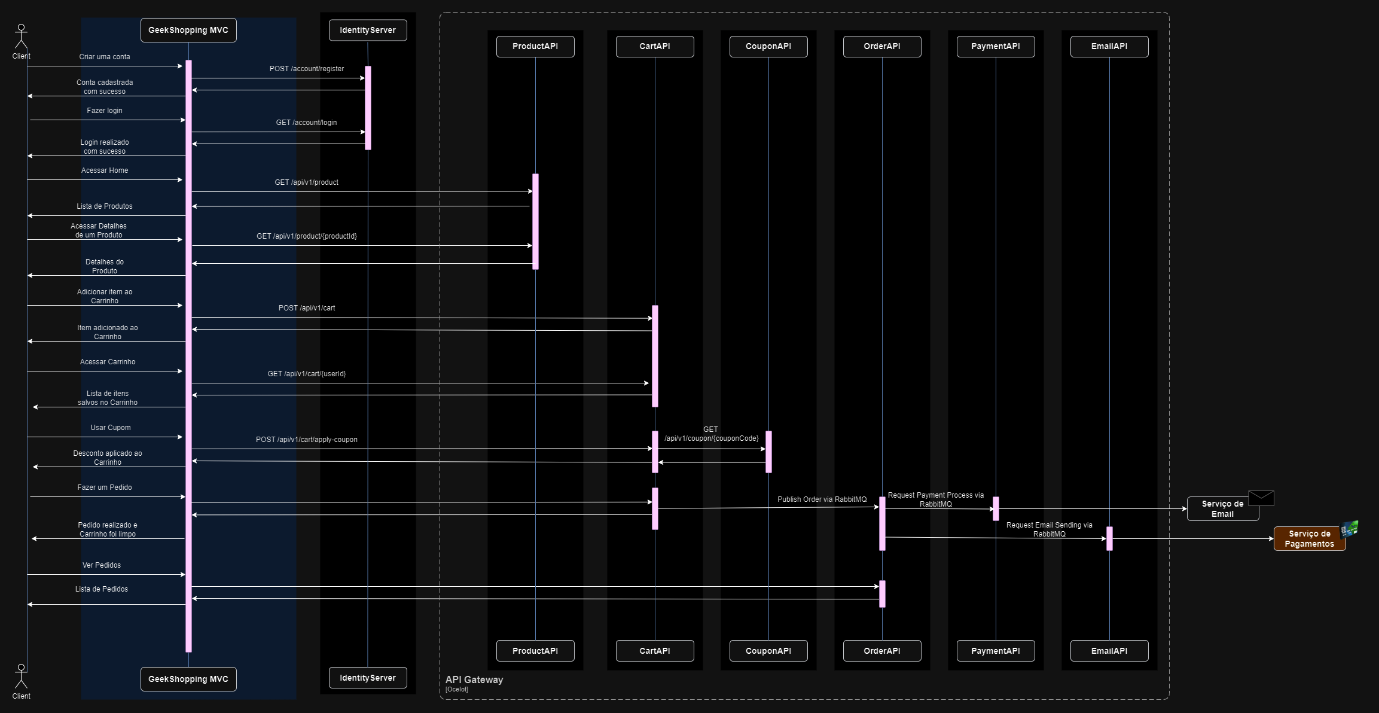 GeekShopping MVC
IdentityServer
ProductAPI
CartAPI
CouponAPI
OrderAPI
PaymentAPI
EmailAPI
Client
Criar uma conta
POST /account/register
Conta cadastrada
com sucesso
Fazer login
GET /account/login
Login realizado
com sucesso
Acessar Home
GET /api/v1/product
Lista de Produtos
Acessar Detalhes
de um Produto
GET /api/v1/product/{productId}
Detalhes do
Produto
Adicionar item ao
Carrinho
POST /api/v1/cart
Item adicionado ao
Carrinho
Acessar Carrinho
GET /api/v1/cart/{userId}
Lista de itens
salvos no Carrinho
Usar Cupom
POST /api/v1/cart/apply-coupon
GET
/api/v1/coupon/{couponCode}
Desconto aplicado ao
Carrinho
Fazer um Pedido
Publish Order via RabbitMQ
Request Payment Process via
RabbitMQ
Serviço de
Email
Pedido realizado e
Carrinho foi limpo
Request Email Sending via
RabbitMQ
Serviço de
Pagamentos
Ver Pedidos
Lista de Pedidos
ProductAPI
CartAPI
CouponAPI
OrderAPI
PaymentAPI
EmailAPI
GeekShopping MVC
IdentityServer
API Gateway
[Ocelot]
Client